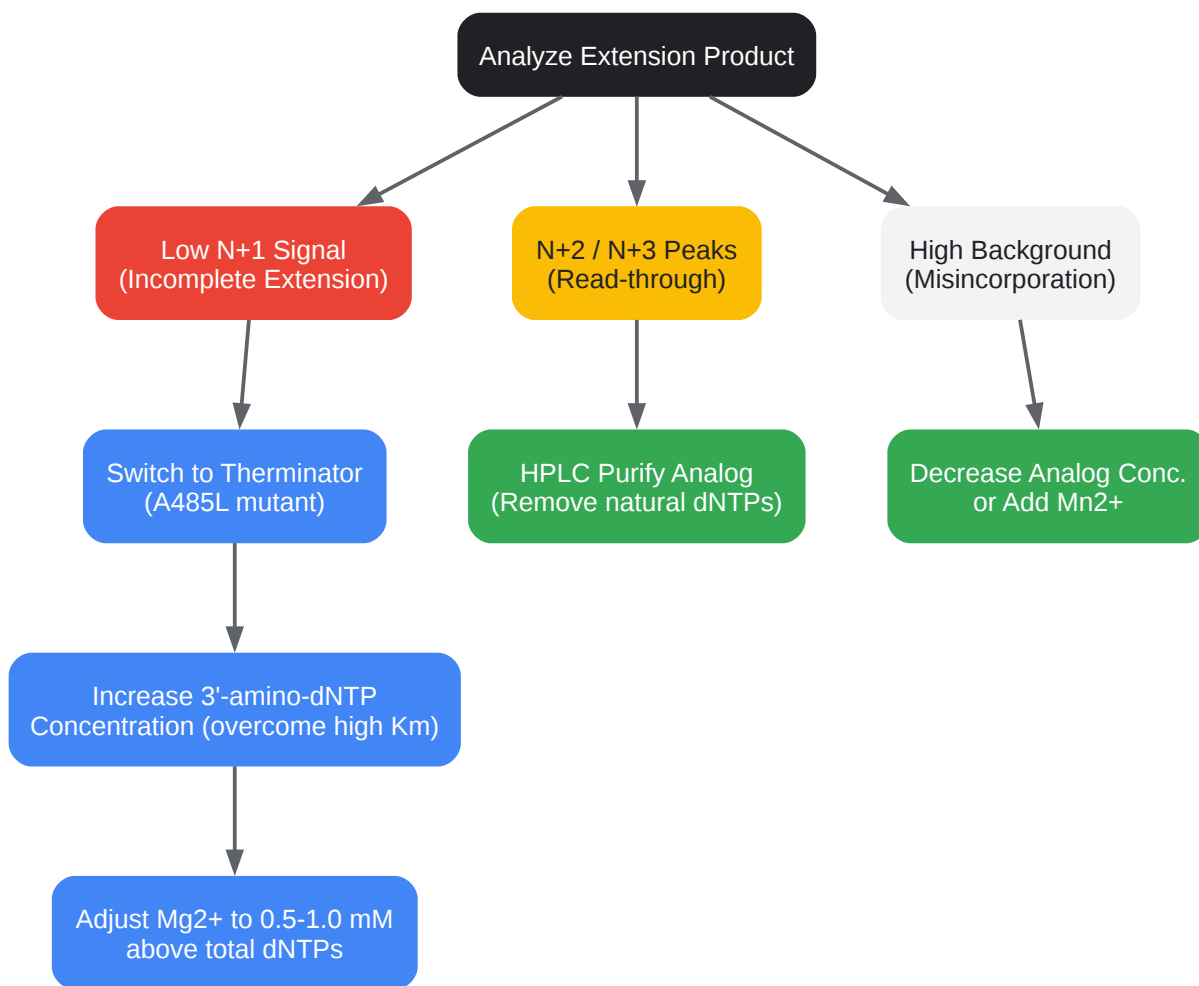 Analyze Extension Product
Low N+1 Signal
(Incomplete Extension)
N+2 / N+3 Peaks
(Read-through)
High Background
(Misincorporation)
Switch to Therminator
(A485L mutant)
HPLC Purify Analog
(Remove natural dNTPs)
Decrease Analog Conc.
or Add Mn2+
Increase 3'-amino-dNTP
Concentration (overcome high Km)
Adjust Mg2+ to 0.5-1.0 mM
above total dNTPs